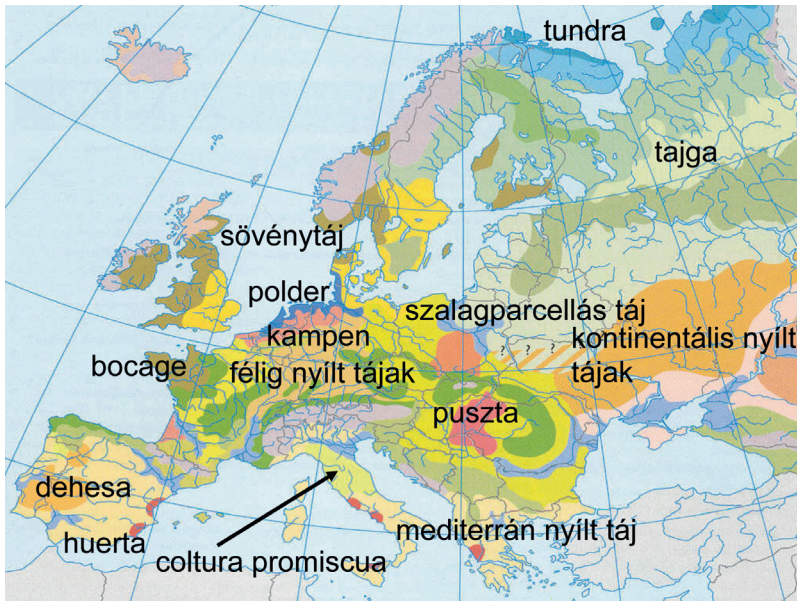 tundra
tajga
sövénytáj
polder
szalagparcellás táj
kampen
? ? ?
kontinentális nyílt
tájak
bocage
félig nyílt tájak
puszta
dehesa
huerta
mediterrán nyílt táj
coltura promiscua